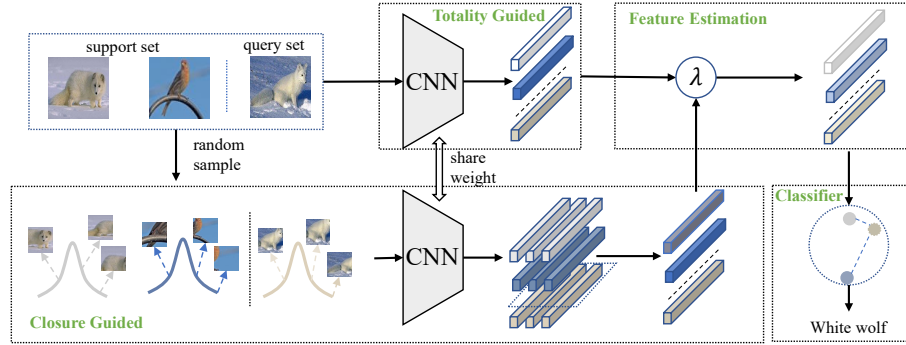 Totality Guided
Feature Estimation
support set
query set
CNN
λ
random
sample
share
weight
Classifier
CNN
Closure Guided
White wolf